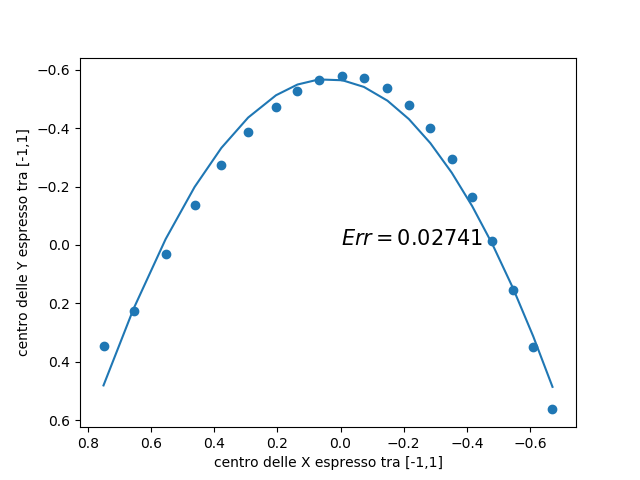 −0.6
−0.4
−0.2
0.0
0.2
0.4
0.6
centro delle Y espresso tra [-1,1]
Err = 0.02741
0.8 0.6 0.4 0.2 0.0 −0.2 −0.4 −0.6
centro delle X espresso tra [-1,1]